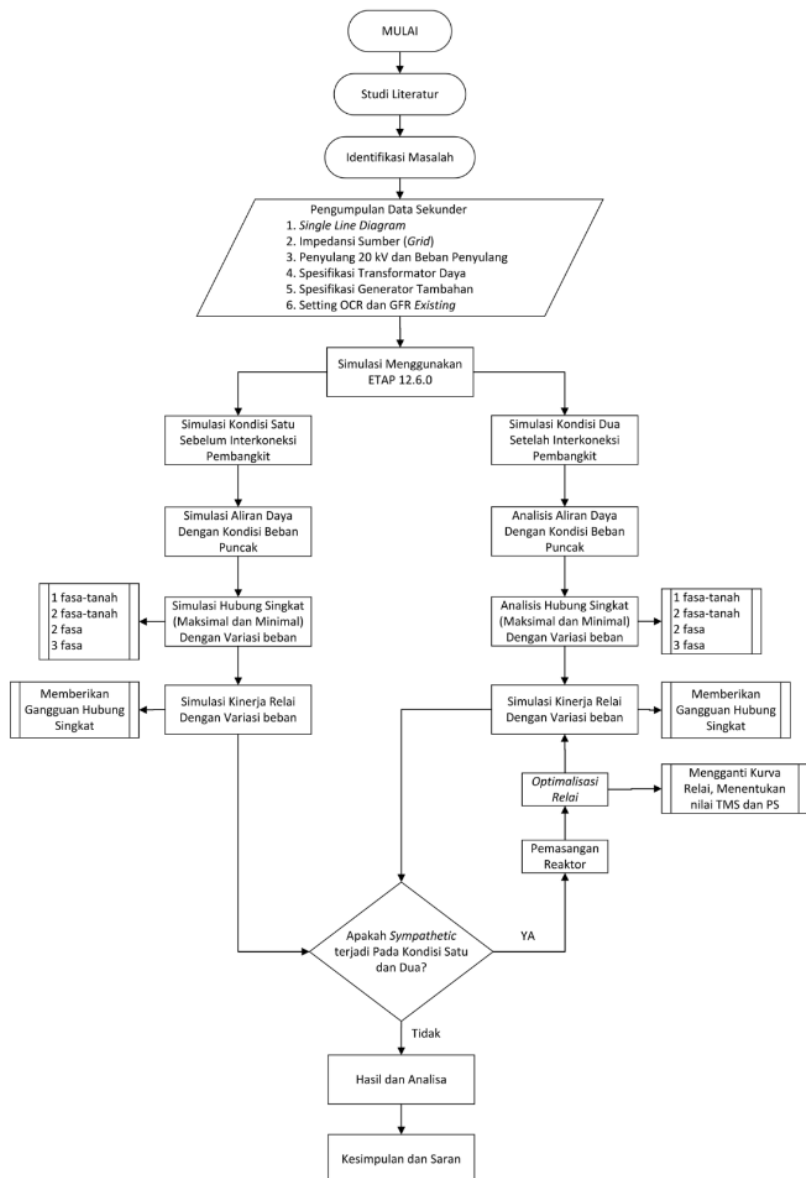 MULAI
Studi Literatur
Identifikasi Masalah
Pengumpulan Data Sekunder
1. Single Line Diagram
2. Impedansi Sumber (Grid)
3. Penyulang 20 kV dan Beban Penyulang
4. Spesifikasi Transformator Daya
5. Spesifikasi Generator Tambahan
6. Setting OCR dan GFR Existing
Simulasi Menggunakan
ETAP 12.6.0
Simulasi Kondisi Satu
Sebelum Interkoneksi
Pembangkit
Simulasi Aliran Daya
Dengan Kondisi Beban
Puncak
1 fasa-tanah
2 fasa-tanah
2 fasa
3 fasa
Simulasi Hubung Singkat
(Maksimal dan Minimal)
Dengan Variasi beban
Memberikan
Gangguan Hubung
Singkat
Simulasi Kinerja Relai
Dengan Variasi beban
Simulasi Kondisi Dua
Setelah Interkoneksi
Pembangkit
Analisis Aliran Daya
Dengan Kondisi Beban
Puncak
Analisis Hubung Singkat
(Maksimal dan Minimal)
Dengan Variasi beban
1 fasa-tanah
2 fasa-tanah
2 fasa
3 fasa
Simulasi Kinerja Relai
Dengan Variasi beban
Memberikan
Gangguan Hubung
Singkat
Optimalisasi
Relai
Mengganti Kurva
Relai, Menentukan
nilai TMS dan PS
Pemasangan
Reaktor
Apakah Sympathetic
terjadi Pada Kondisi Satu
dan Dua?
YA
Tidak
Hasil dan Analisa
Kesimpulan dan Saran